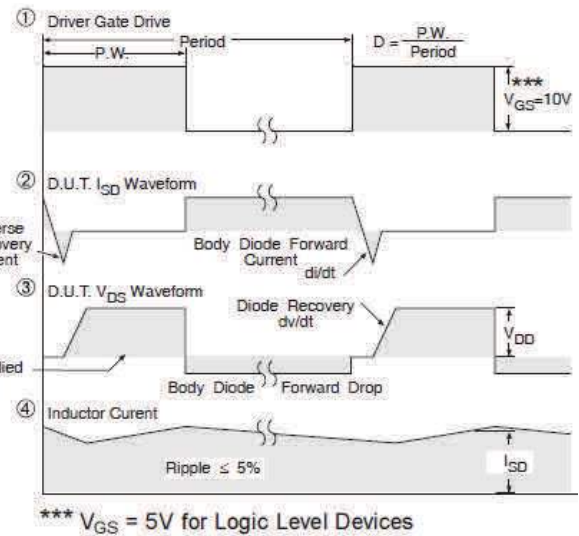 ① Driver Gate Drive
Period
P.W.
D = P.W. / Period
***
V_GS=10V
② D.U.T. I_SD Waveform
Body Diode Forward
Current
di/dt
③ D.U.T. V_DS Waveform
Diode Recovery
dv/dt
V_DD
Body Diode Forward Drop
④ Inductor Curent
Ripple ≤ 5%
I_SD
*** V_GS = 5V for Logic Level Devices